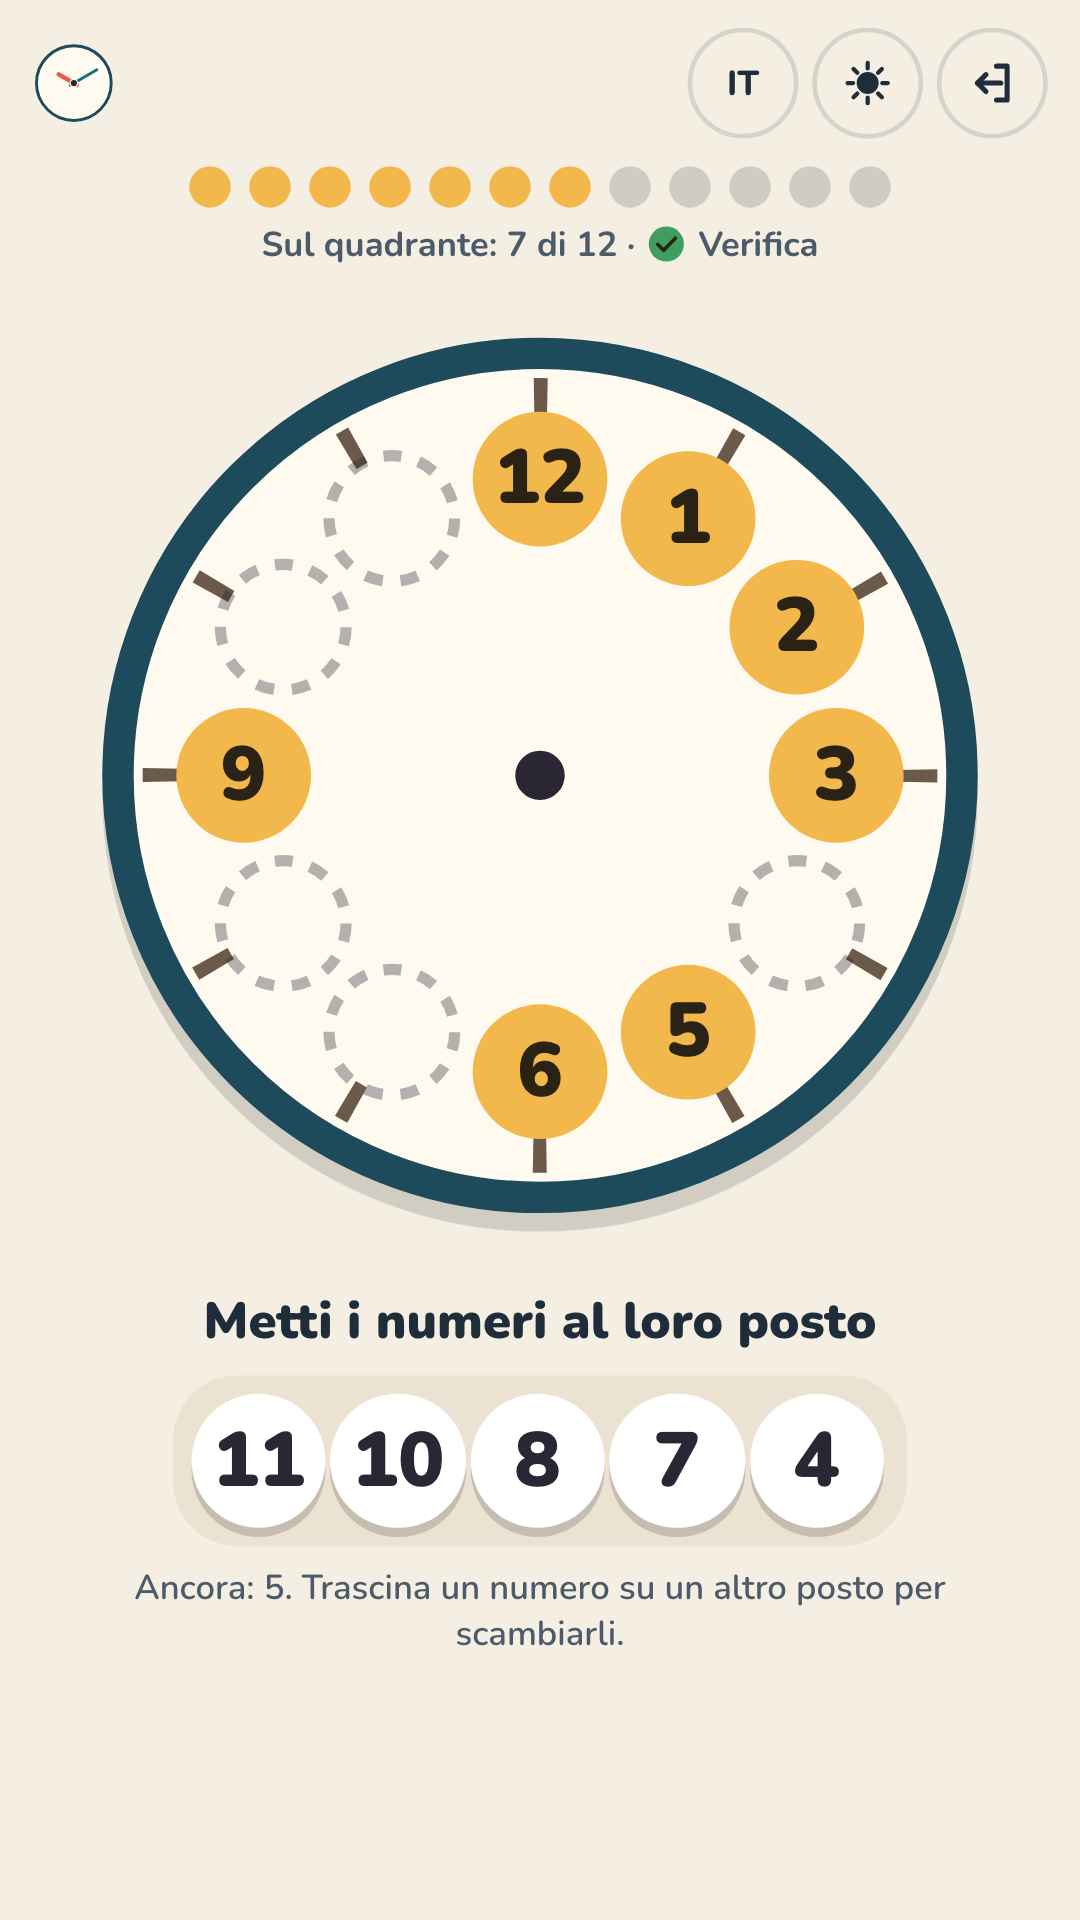 IT
Sul quadrante: 7 di 12 · Verifica
12
1
2
9
3
5
6
Metti i numeri al loro posto
11 10 8 7 4
Ancora: 5. Trascina un numero su un altro posto per
scambiarli.